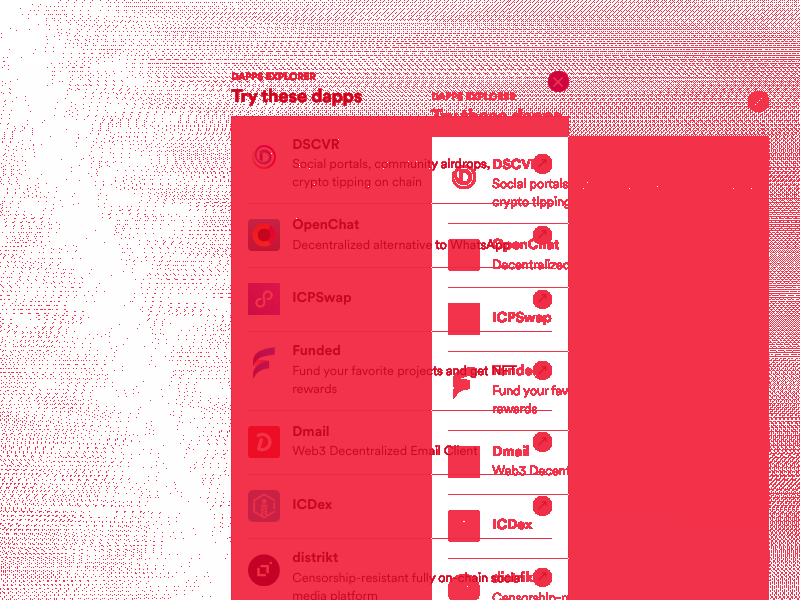 DAPPS EXPLORER
Try these dapps
DAPPS EXPLORER
DSCVR
Social portals, community airdrops,
crypto tipping on chain
OpenChat
Decentralized alternative to WhatsApp
ICPSwap
Funded
Fund your favorite projects and get NFT
rewards
Dmail
Web3 Decentralized Email Client
ICDex
distrikt
Censorship-resistant fully on-chain social
media platform
DSCVR
Social portals
crypto tipping
OpenChat
Decentralized
ICPSwap
Funded
Fund your fav
rewards
Dmail
Web3 Decent
ICDex
distrikt
Censorship-r